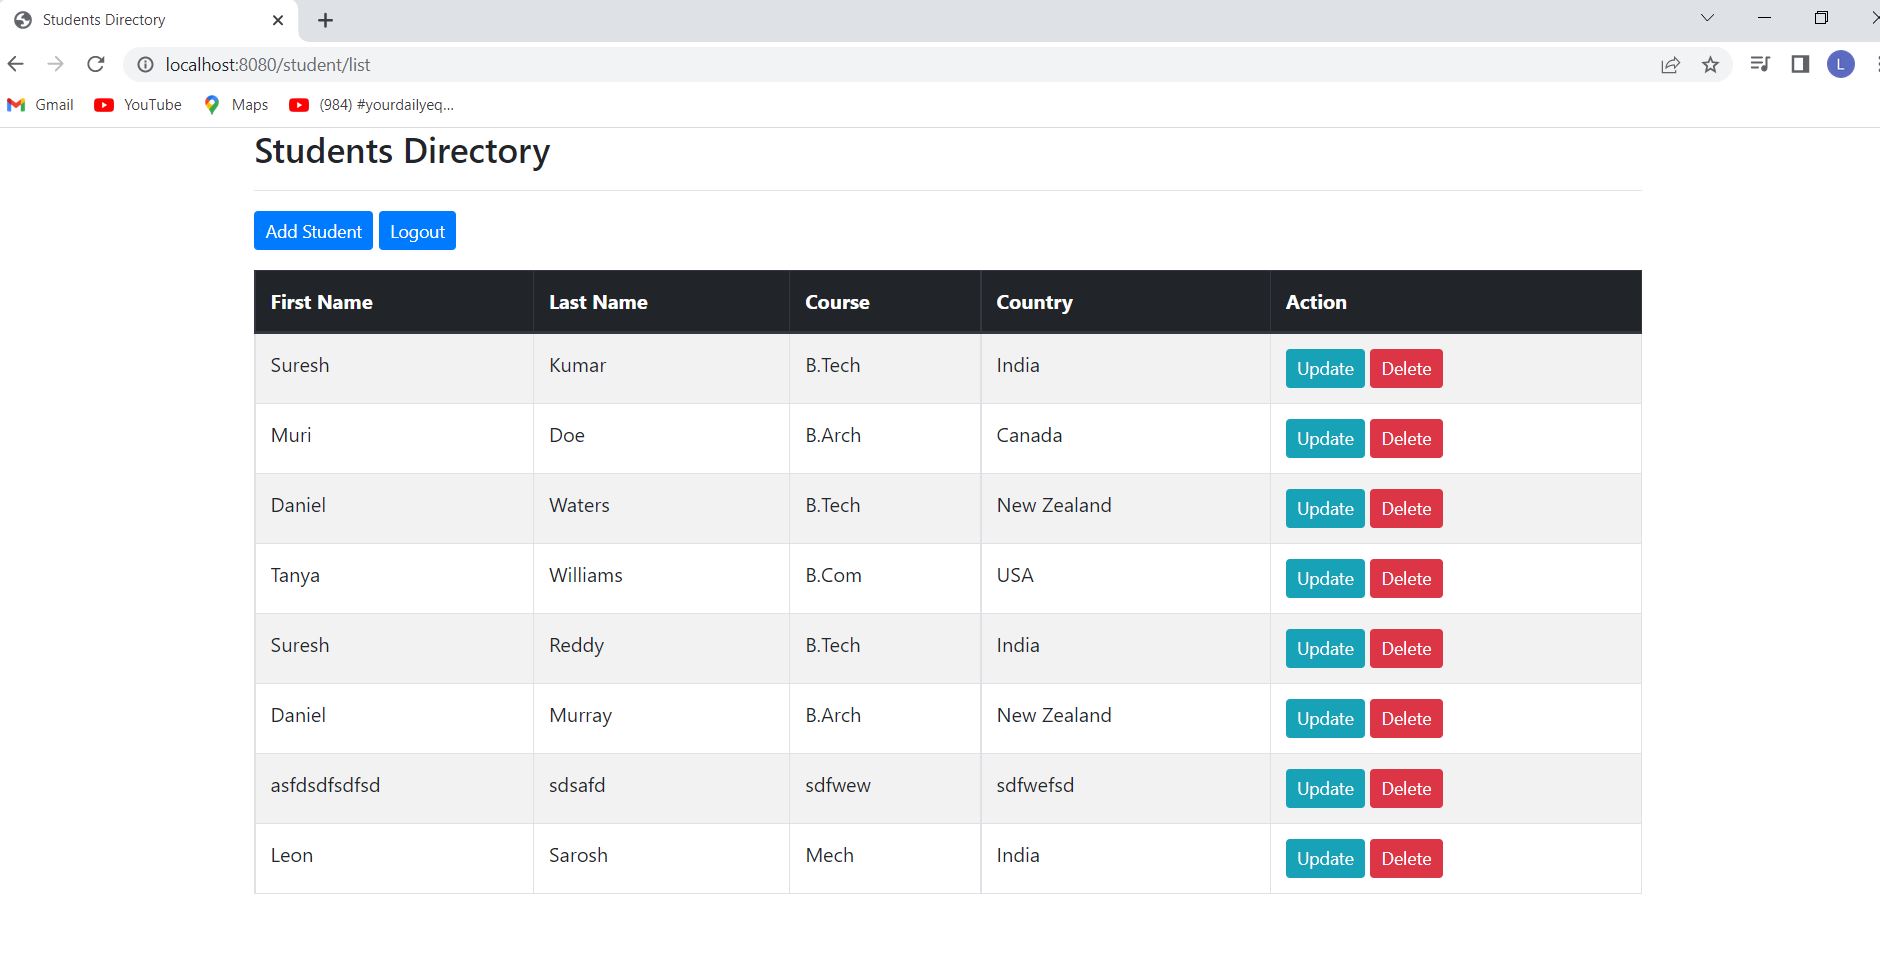 Students Directory
localhost:8080/student/list
L
Gmail YouTube Maps (984) #yourdailyeq...
Students Directory
Add Student Logout
First Name Last Name Course Country Action
Suresh Kumar B.Tech India Update Delete
Muri Doe B.Arch Canada Update Delete
Daniel Waters B.Tech New Zealand Update Delete
Tanya Williams B.Com USA Update Delete
Suresh Reddy B.Tech India Update Delete
Daniel Murray B.Arch New Zealand Update Delete
asfdsdfsdfsd sdsafd sdfwew sdfwefsd Update Delete
Leon Sarosh Mech India Update Delete